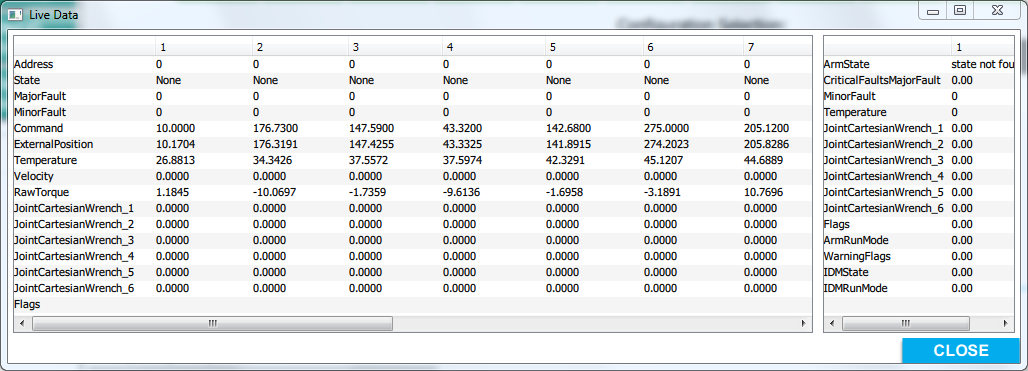 Live Data
Configuration Selection:
1 2 3 4 5 6 7
Address 0 0 0 0 0 0 0
State None None None None None None None
MajorFault 0 0 0 0 0 0 0
MinorFault 0 0 0 0 0 0 0
Command 10.0000 176.7300 147.5900 43.3200 142.6800 275.0000 205.1200
ExternalPosition 10.1704 176.3191 147.4255 43.3325 141.8915 274.2023 205.8286
Temperature 26.8813 34.3426 37.5572 37.5974 42.3291 45.1207 44.6889
Velocity 0.0000 0.0000 0.0000 0.0000 0.0000 0.0000 0.0000
RawTorque 1.1845 -10.0697 -1.7359 -9.6136 -1.6958 -3.1891 10.7696
JointCartesianWrench_1 0.0000 0.0000 0.0000 0.0000 0.0000 0.0000 0.0000
JointCartesianWrench_2 0.0000 0.0000 0.0000 0.0000 0.0000 0.0000 0.0000
JointCartesianWrench_3 0.0000 0.0000 0.0000 0.0000 0.0000 0.0000 0.0000
JointCartesianWrench_4 0.0000 0.0000 0.0000 0.0000 0.0000 0.0000 0.0000
JointCartesianWrench_5 0.0000 0.0000 0.0000 0.0000 0.0000 0.0000 0.0000
JointCartesianWrench_6 0.0000 0.0000 0.0000 0.0000 0.0000 0.0000 0.0000
Flags
1
ArmState state not fou
CriticalFaultsMajorFault 0.00
MinorFault 0
Temperature 0
JointCartesianWrench_1 0.00
JointCartesianWrench_2 0.00
JointCartesianWrench_3 0.00
JointCartesianWrench_4 0.00
JointCartesianWrench_5 0.00
JointCartesianWrench_6 0.00
Flags 0.00
ArmRunMode 0.00
WarningFlags 0.00
IDMState 0.00
IDMRunMode 0.00
CLOSE